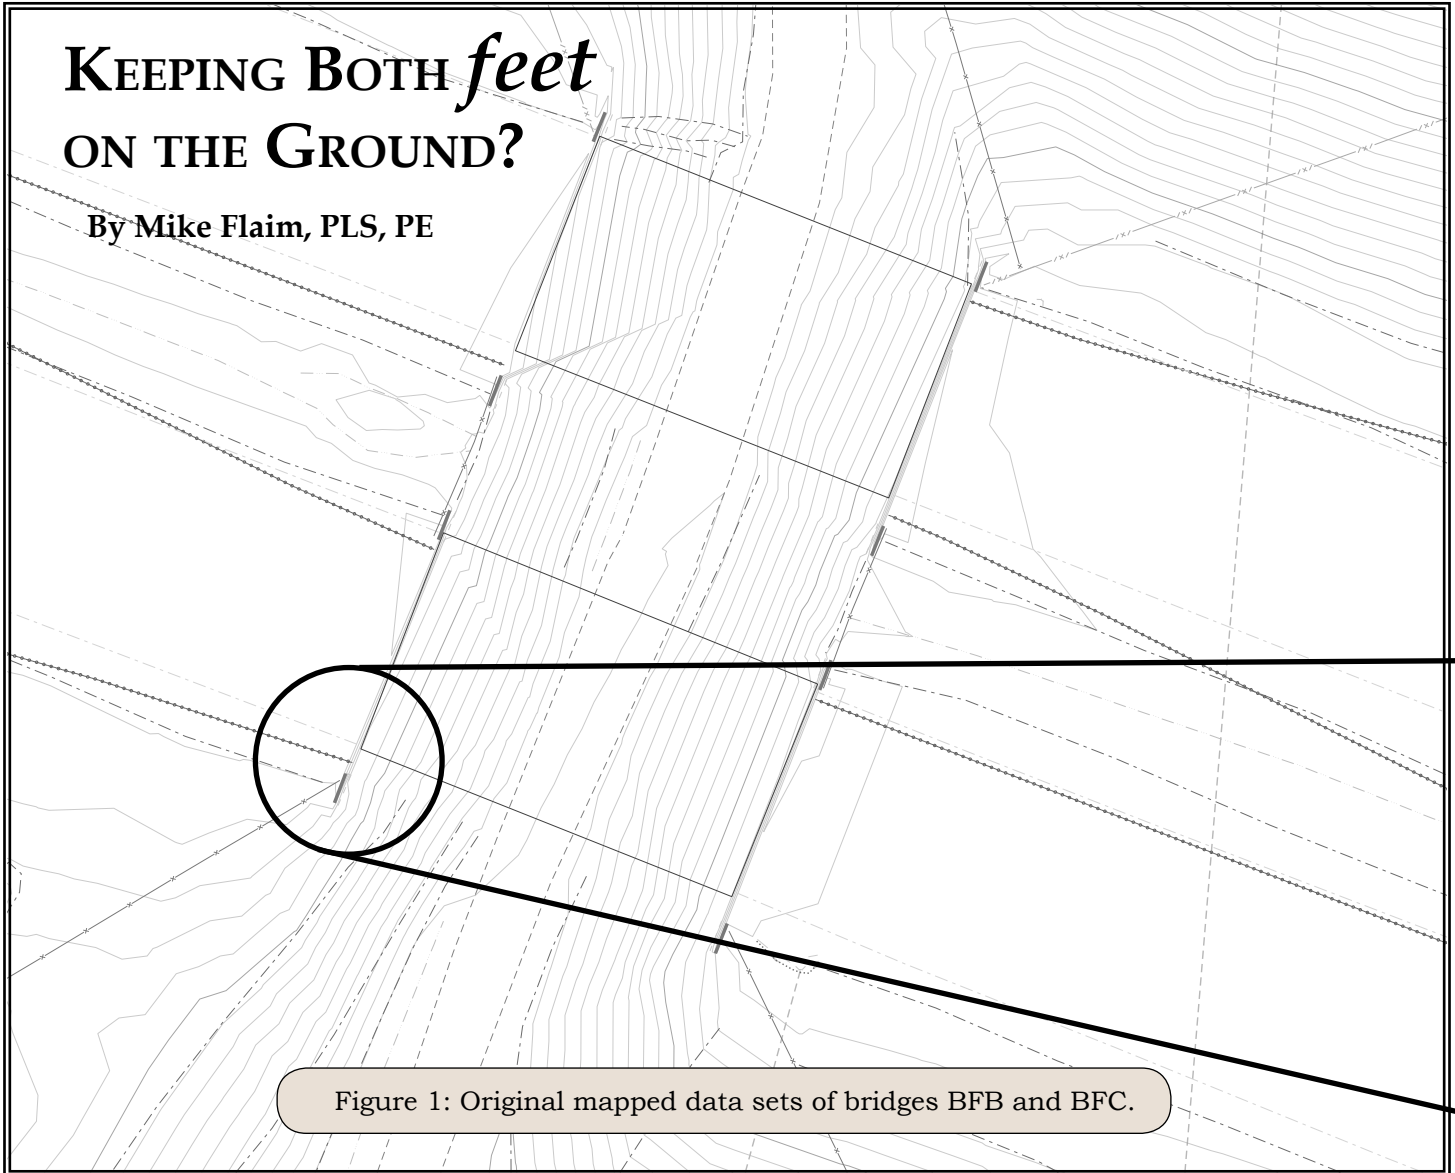 Keeping Both feet
on the Ground?
By Mike Flaim, PLS, PE
Figure 1: Original mapped data sets of bridges BFB and BFC.